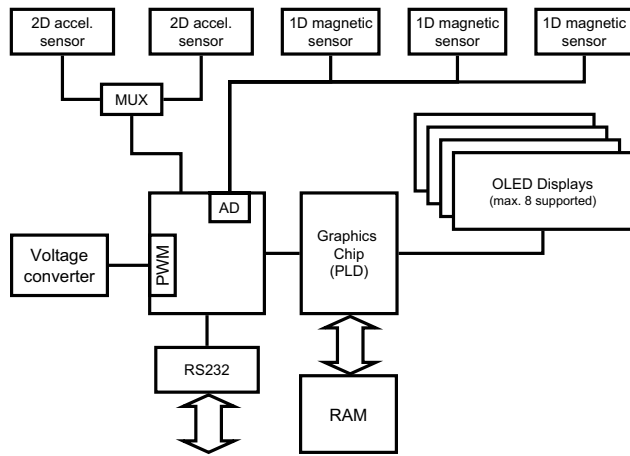 2D accel.
sensor
2D accel.
sensor
1D magnetic
sensor
1D magnetic
sensor
1D magnetic
sensor
MUX
OLED Displays
(max. 8 supported)
AD
Graphics
Chip
(PLD)
Voltage
converter
PWM
RS232
RAM